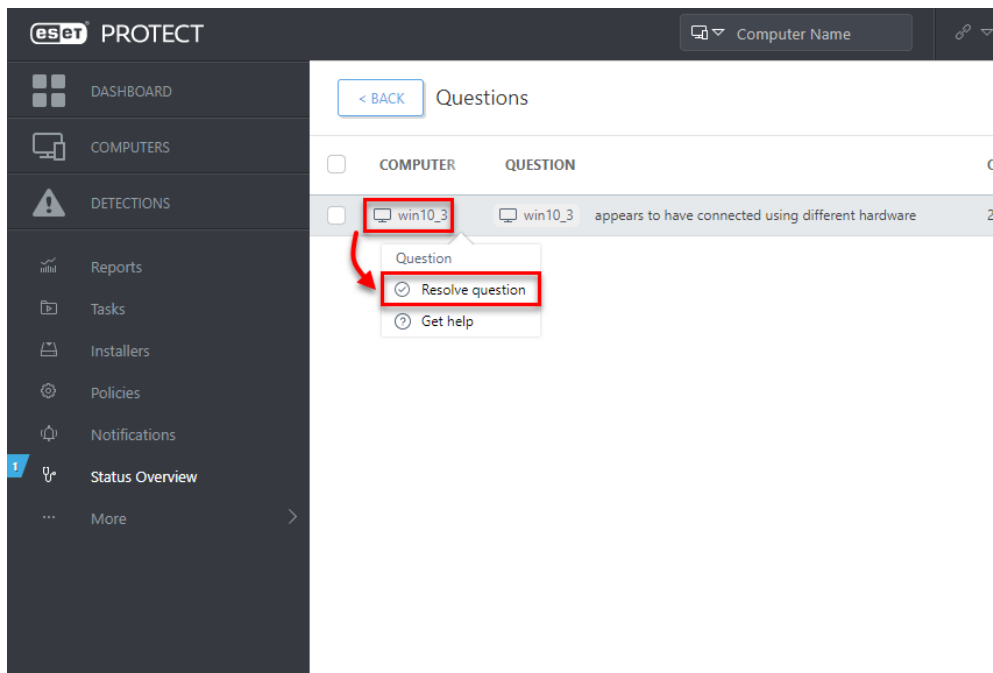 eset PROTECT
Computer Name
DASHBOARD
COMPUTERS
DETECTIONS
Reports
Tasks
Installers
Policies
Notifications
1
Status Overview
More
< BACK
Questions
COMPUTER QUESTION
win10_3 win10_3 appears to have connected using different hardware 2
Question
Resolve question
Get help